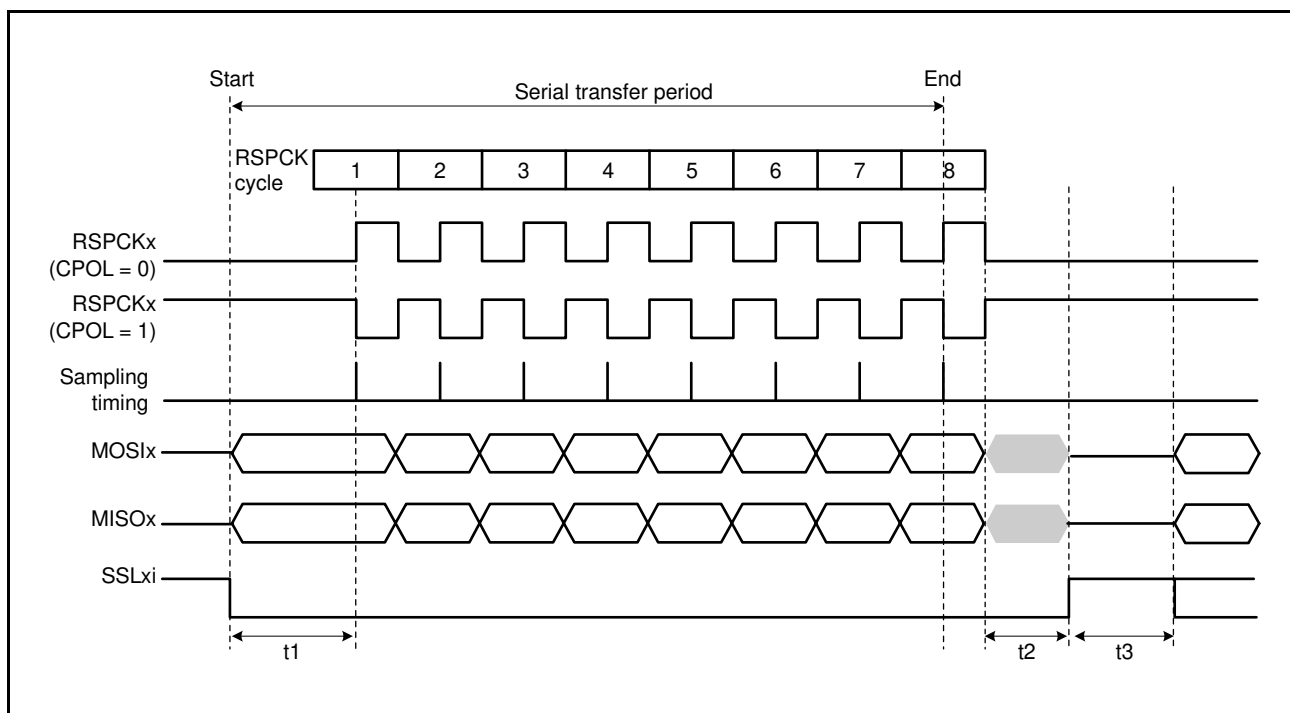 Start
End
Serial transfer period
RSPCK
cycle
1 2 3 4 5 6 7 8
RSPCKx
(CPOL = 0)
RSPCKx
(CPOL = 1)
Sampling
timing
MOSIx
MISOx
SSLxi
t1
t2
t3